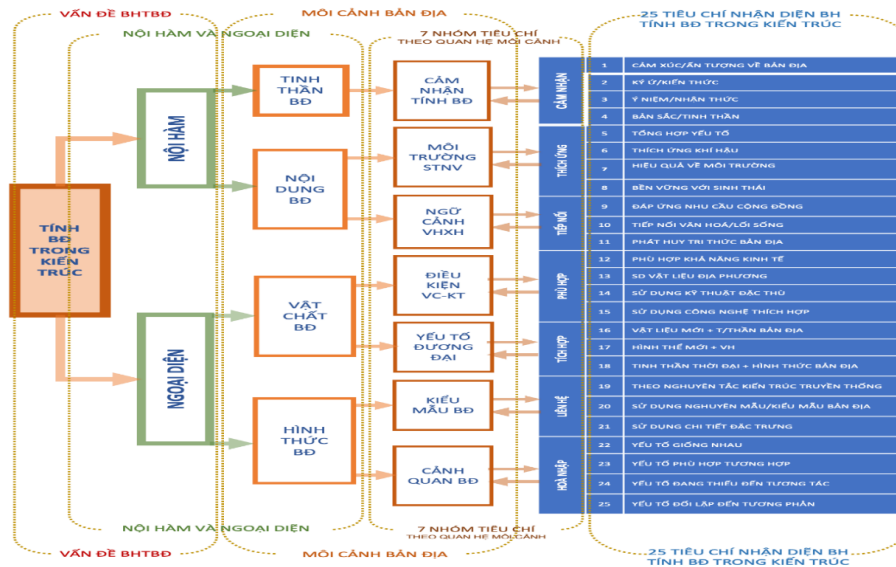 VẤN ĐỀ BHTBĐ
MÔI CẢNH BẢN ĐỊA
25 TIÊU CHÍ NHẬN DIỆN BH
TÍNH BĐ TRONG KIẾN TRÚC
NỘI HÀM VÀ NGOẠI DIỆN
7 NHÓM TIÊU CHÍ
THEO QUAN HỆ MÔI CẢNH
TÍNH
BĐ
TRONG
KIẾN
TRÚC
NỘI HÀM
NGOẠI DIỆN
TINH
THẦN
BĐ
NỘI
DUNG
BĐ
VẬT
CHẤT
BĐ
HÌNH
THỨC
BĐ
CẢM
NHẬN
TÍNH BĐ
MÔI
TRƯỜNG
STNV
NGỮ
CẢNH
VHXH
ĐIỀU
KIỆN
VC-KT
YẾU TỐ
ĐƯƠNG
ĐẠI
KIỂU
MẪU BĐ
CẢNH
QUAN BĐ
CẢM NHẬN
THÍCH ỨNG
TIẾP NỐI
PHÙ HỢP
TÍCH HỢP
LIÊN HỆ
HOÀ NHẬP
1 CẢM XÚC/ẤN TƯỢNG VỀ BẢN ĐỊA
2 KÝ Ứ/KIẾN THỨC
3 Ý NIỆM/NHẬN THỨC
4 BẢN SẮC/TINH THẦN
5 TỔNG HỢP YẾU TỐ
6 THÍCH ỨNG KHÍ HẬU
7 HIỆU QUẢ VỀ MÔI TRƯỜNG
8 BỀN VỮNG VỚI SINH THÁI
9 ĐÁP ỨNG NHU CẦU CỘNG ĐỒNG
10 TIẾP NỐI VĂN HOÁ/LỐI SỐNG
11 PHÁT HUY TRI THỨC BẢN ĐỊA
12 PHÙ HỢP KHẢ NĂNG KINH TẾ
13 SD VẬT LIỆU ĐỊA PHƯƠNG
14 SỬ DỤNG KỸ THUẬT ĐẶC THÙ
15 SỬ DỤNG CÔNG NGHỆ THÍCH HỢP
16 VẬT LIỆU MỚI + T/THẦN BẢN ĐỊA
17 HÌNH THỂ MỚI + VH
18 TINH THẦN THỜI ĐẠI + HÌNH THỨC BẢN ĐỊA
19 THEO NGHUYÊN TẮC KIẾN TRÚC TRUYỀN THỐNG
20 SỬ DỤNG NGHUYÊN MẪU/KIỂU MẪU BẢN ĐỊA
21 SỬ DỤNG CHI TIẾT ĐẶC TRƯNG
22 YẾU TỐ GIỐNG NHAU
23 YẾU TỐ PHÙ HỢP TƯƠNG HỢP
24 YẾU TỐ ĐANG THIẾU ĐẾN TƯƠNG TÁC
25 YẾU TỐ ĐỐI LẬP ĐẾN TƯƠNG PHẢN
NỘI HÀM VÀ NGOẠI DIỆN
7 NHÓM TIÊU CHÍ
THEO QUAN HỆ MÔI CẢNH
VẤN ĐỀ BHTBĐ
MÔI CẢNH BẢN ĐỊA
25 TIÊU CHÍ NHẬN DIỆN BH
TÍNH BĐ TRONG KIẾN TRÚC